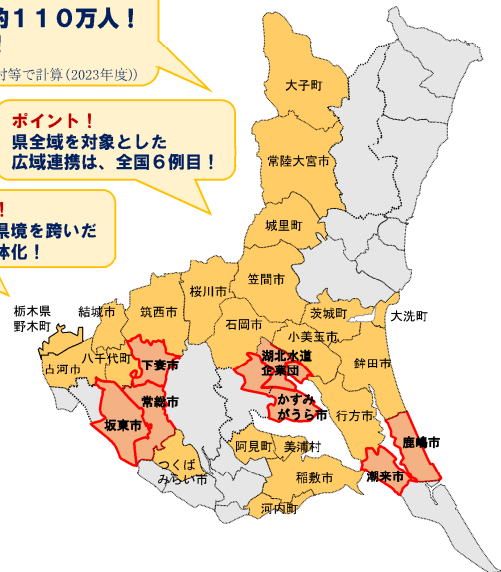 約１１０万人！
！
村等で計算(2023年度))
ポイント！
県全域を対象とした
広域連携は、全国６例目！
！
県境を跨いだ
体化！
大子町
常陸大宮市
城里町
笠間市
桜川市
筑西市
結城市
栃木県
野木町
古河市
八千代町
下妻市
常総市
坂東市
つくば
みらい市
石岡市
茨城町
大洗町
小美玉市
鉾田市
湖北水道
企業団
かすみ
がうら市
行方市
鹿嶋市
潮来市
阿見町
美浦村
稲敷市
河内町